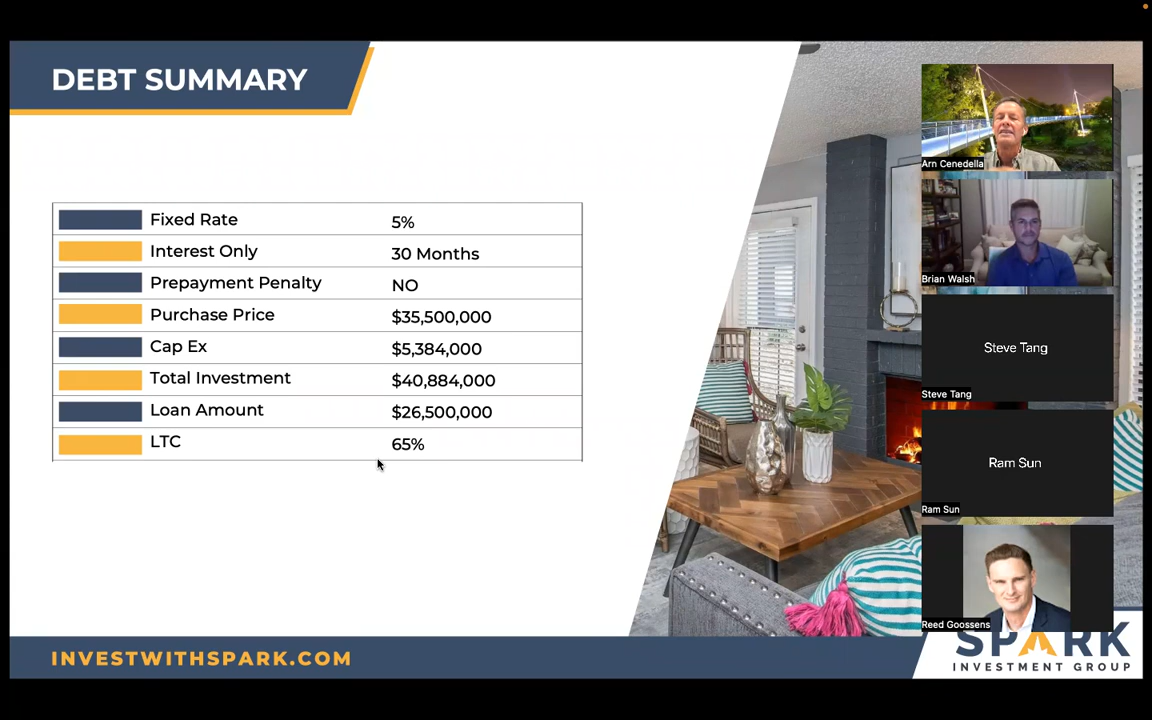 DEBT SUMMARY
Fixed Rate 5%
Interest Only 30 Months
Prepayment Penalty NO
Purchase Price $35,500,000
Cap Ex $5,384,000
Total Investment $40,884,000
Loan Amount $26,500,000
LTC 65%
INVESTWITHSPARK.COM
Arn Cenedella
Brian Walsh
Steve Tang
Steve Tang
Ram Sun
Ram Sun
Reed Goossens
SPARK
INVESTMENT GROUP